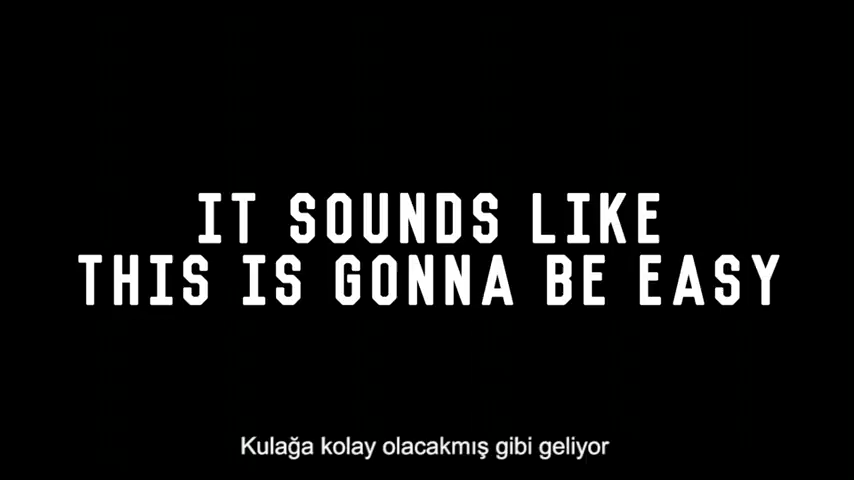 IT SOUNDS LIKE
THIS IS GONNA BE EASY
Kulağa kolay olacakmış gibi geliyor